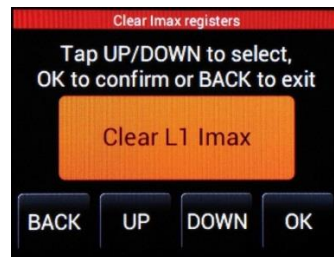 Clear Imax registers
Tap UP/DOWN to select,
OK to confirm or BACK to exit
Clear L1 Imax
BACK UP DOWN OK